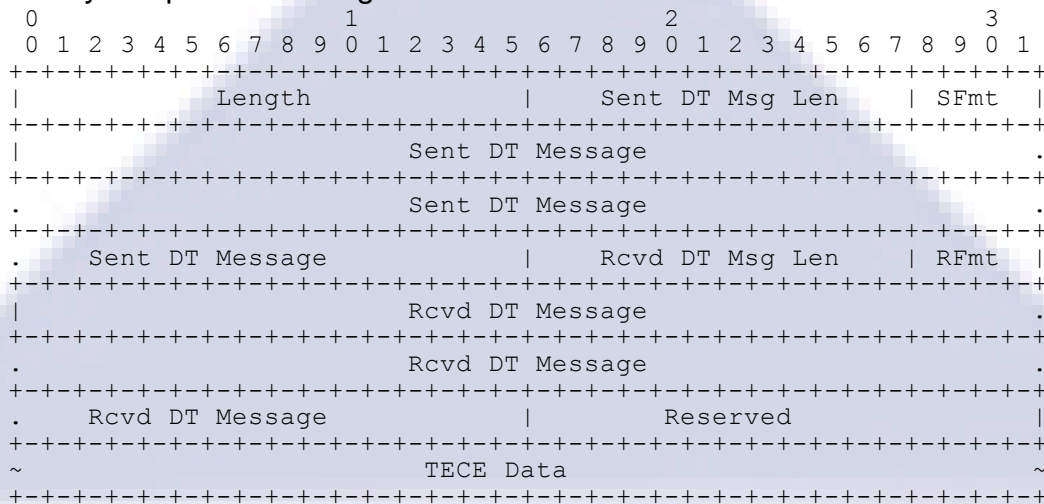 0                   1                   2                   3
 0 1 2 3 4 5 6 7 8 9 0 1 2 3 4 5 6 7 8 9 0 1 2 3 4 5 6 7 8 9 0 1
+-+-+-+-+-+-+-+-+-+-+-+-+-+-+-+-+-+-+-+-+-+-+-+-+-+-+-+-+-+-+-+-+
|            Length             |    Sent DT Msg Len    | SFmt  |
+-+-+-+-+-+-+-+-+-+-+-+-+-+-+-+-+-+-+-+-+-+-+-+-+-+-+-+-+-+-+-+-+
|                        Sent DT Message                        .
+-+-+-+-+-+-+-+-+-+-+-+-+-+-+-+-+-+-+-+-+-+-+-+-+-+-+-+-+-+-+-+-+
.                        Sent DT Message                        .
+-+-+-+-+-+-+-+-+-+-+-+-+-+-+-+-+-+-+-+-+-+-+-+-+-+-+-+-+-+-+-+-+
.    Sent DT Message            |    Rcvd DT Msg Len    | RFmt  |
+-+-+-+-+-+-+-+-+-+-+-+-+-+-+-+-+-+-+-+-+-+-+-+-+-+-+-+-+-+-+-+-+
|                        Rcvd DT Message                        .
+-+-+-+-+-+-+-+-+-+-+-+-+-+-+-+-+-+-+-+-+-+-+-+-+-+-+-+-+-+-+-+-+
.                        Rcvd DT Message                        .
+-+-+-+-+-+-+-+-+-+-+-+-+-+-+-+-+-+-+-+-+-+-+-+-+-+-+-+-+-+-+-+-+
.    Rcvd DT Message            |        Reserved               |
+-+-+-+-+-+-+-+-+-+-+-+-+-+-+-+-+-+-+-+-+-+-+-+-+-+-+-+-+-+-+-+-+
~                         TECE Data                             ~
+-+-+-+-+-+-+-+-+-+-+-+-+-+-+-+-+-+-+-+-+-+-+-+-+-+-+-+-+-+-+-+-+